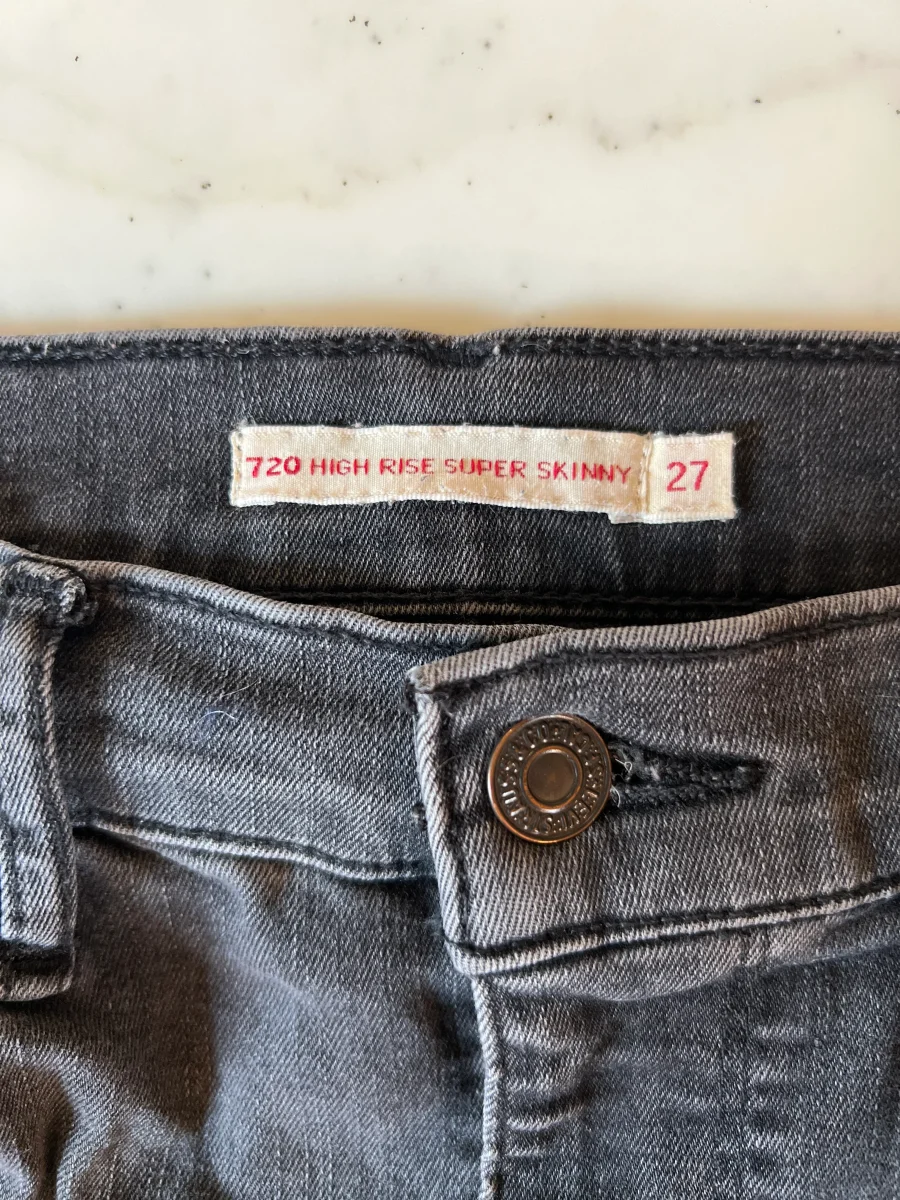 720 HIGH RISE SUPER SKINNY
27